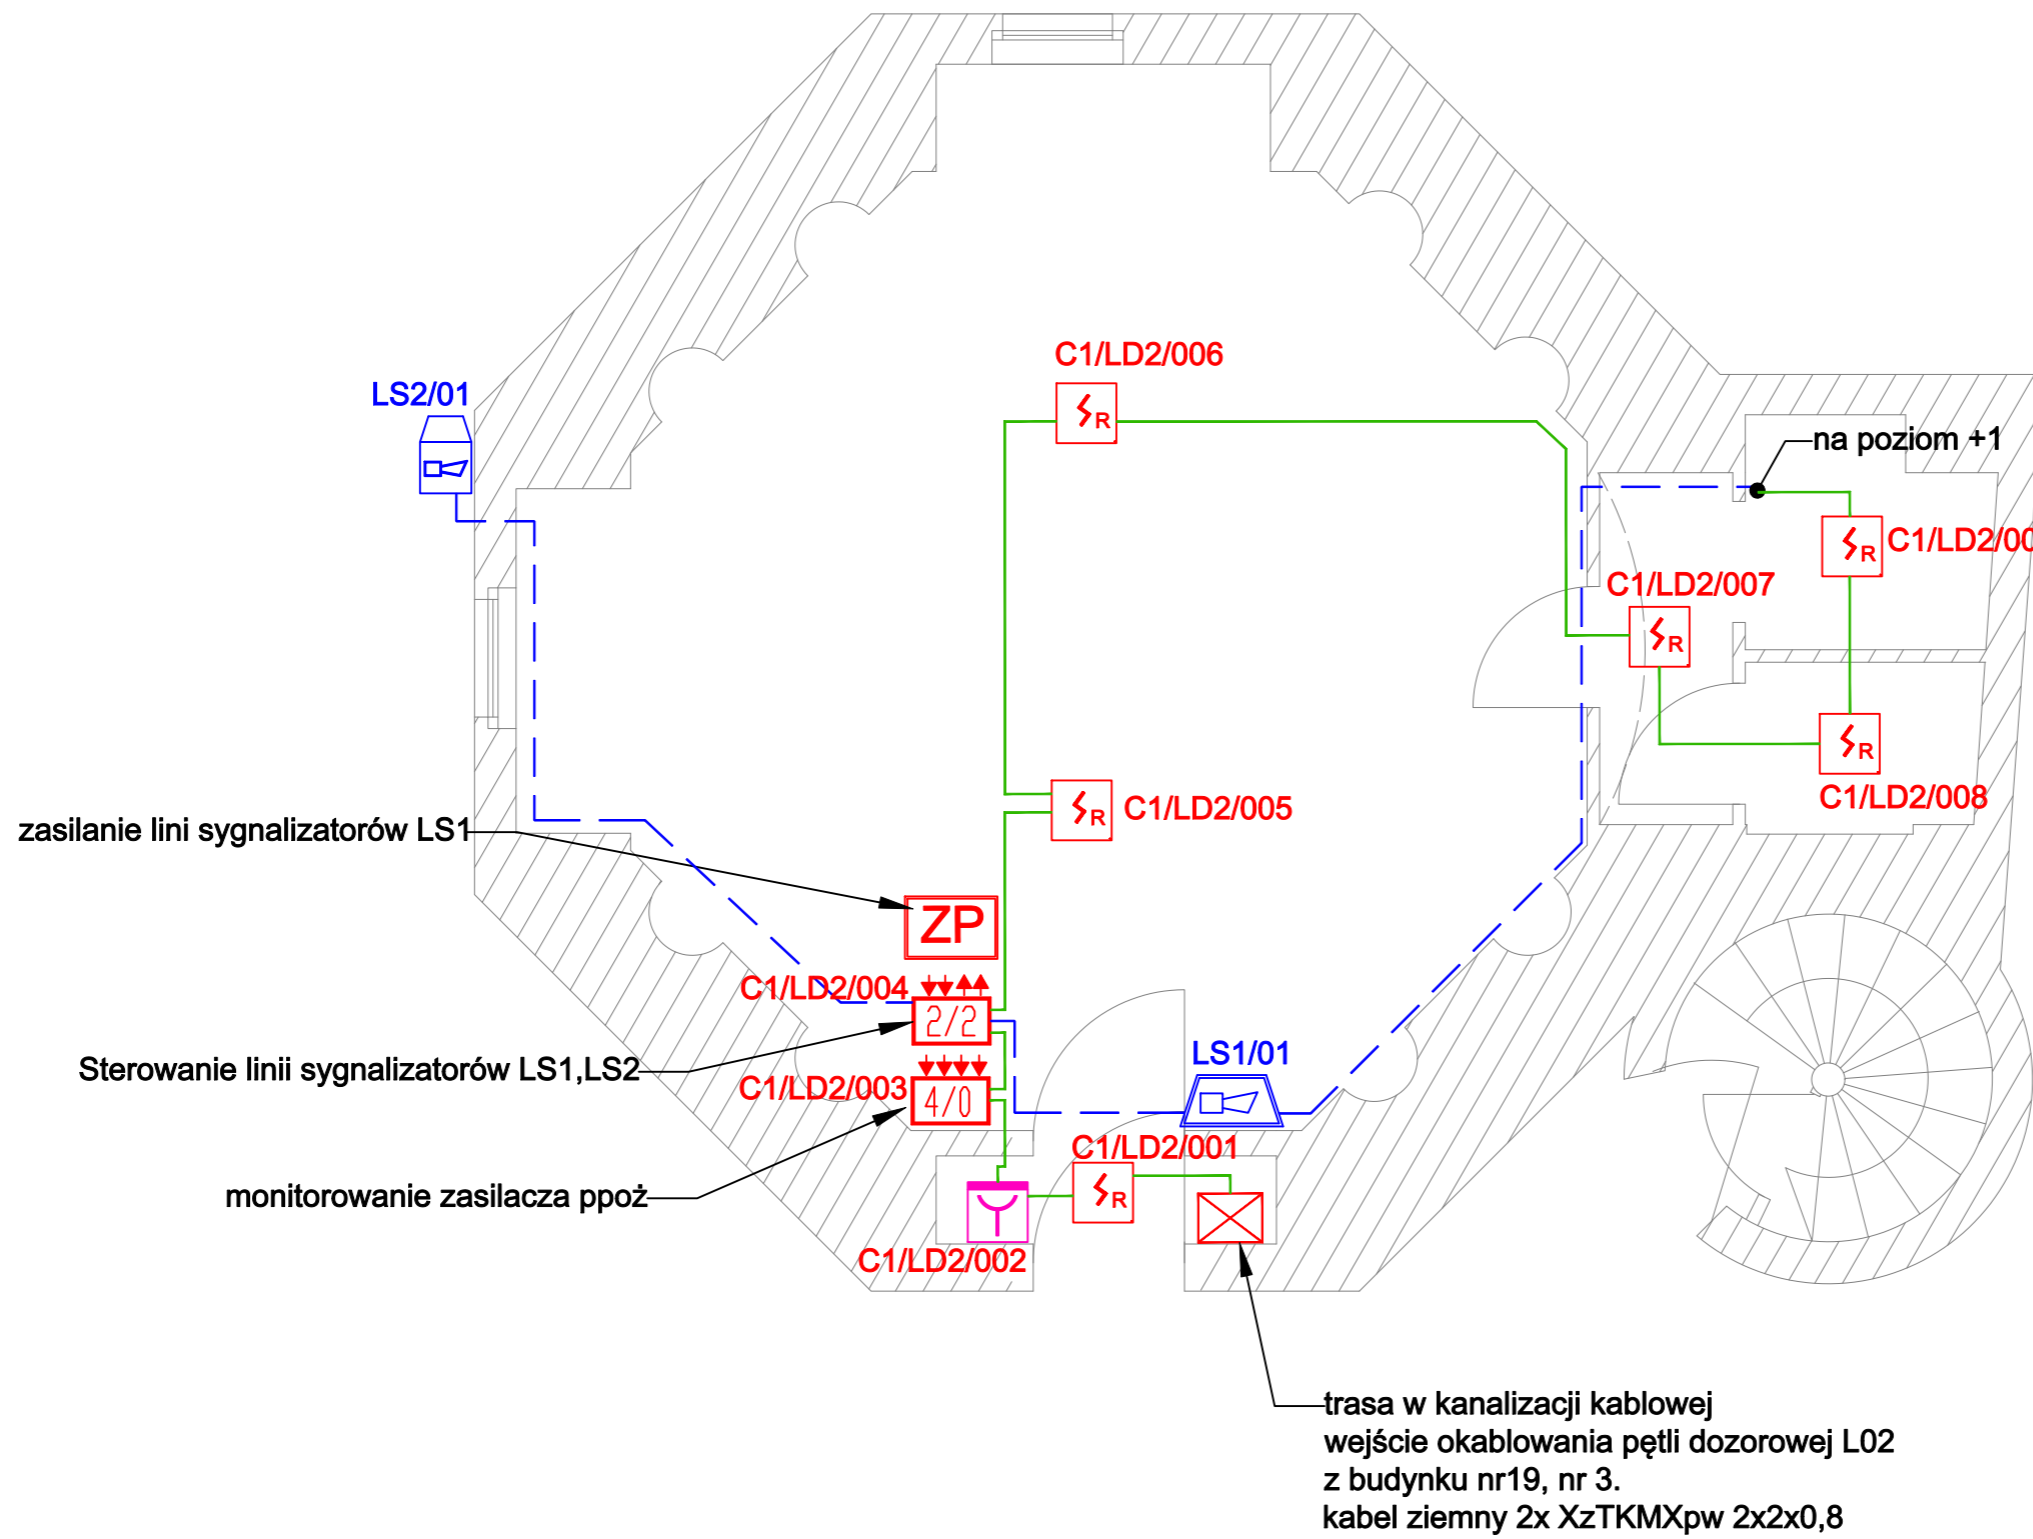 C1/LD2/006
LS2/01
na poziom +1
C1/LD2/00
C1/LD2/007
R
R
R
R
R
R
C1/LD2/005
C1/LD2/008
zasilanie lini sygnalizatorów LS1
ZP
C1/LD2/004
2/2
Sterowanie linii sygnalizatorów LS1,LS2
LS1/01
C1/LD2/003
4/0
C1/LD2/001
monitorowanie zasilacza ppoż
C1/LD2/002
trasa w kanalizacji kablowej
wejście okablowania pętli dozorowej L02
z budynku nr19, nr 3.
kabel ziemny 2x XzTKMXpw 2x2x0,8